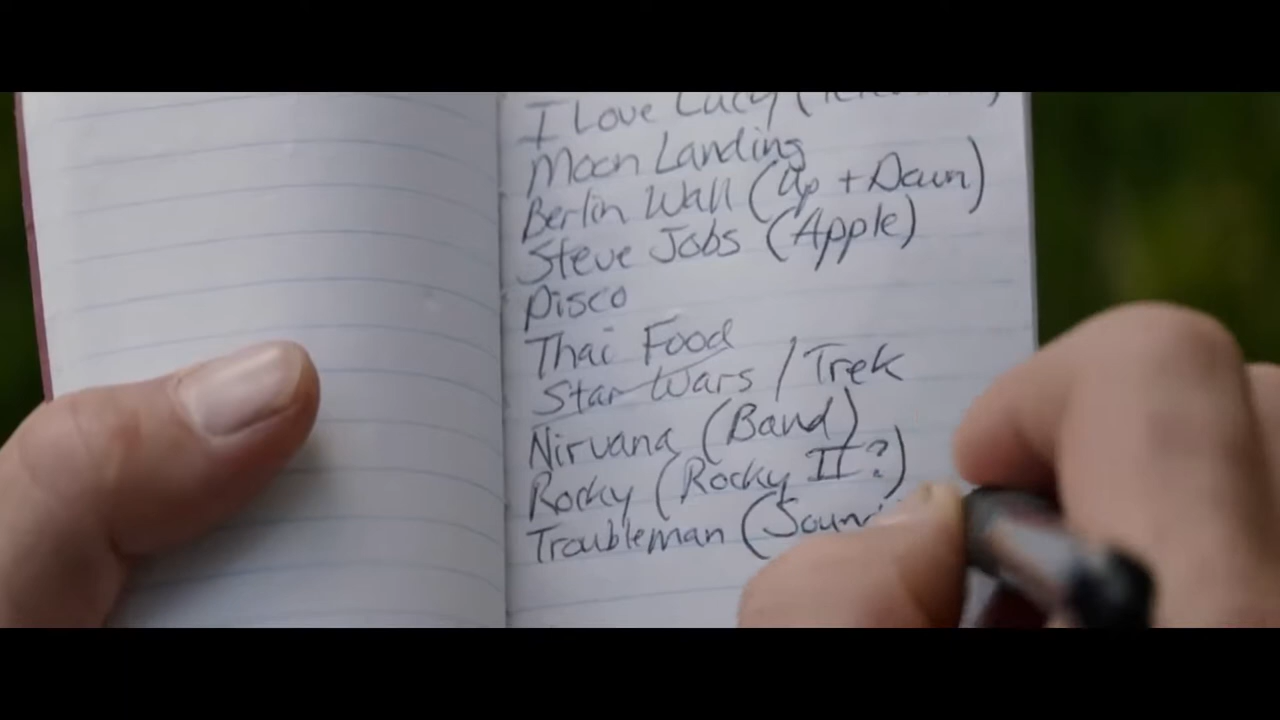 I Love Lucy
Moon Landing
Berlin Wall (Up + Down)
Steve Jobs (Apple)
Disco
Thai Food
Star Wars / Trek
Nirvana (Band)
Rocky (Rocky II?)
Troubleman